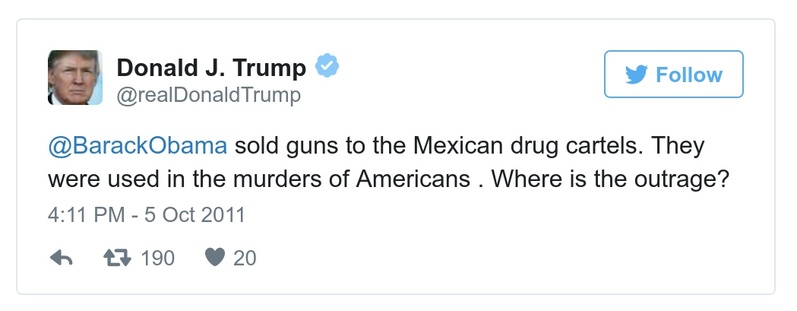 Donald J. Trump
@realDonaldTrump
Follow
@BarackObama sold guns to the Mexican drug cartels. They
were used in the murders of Americans . Where is the outrage?
4:11 PM - 5 Oct 2011
190 20